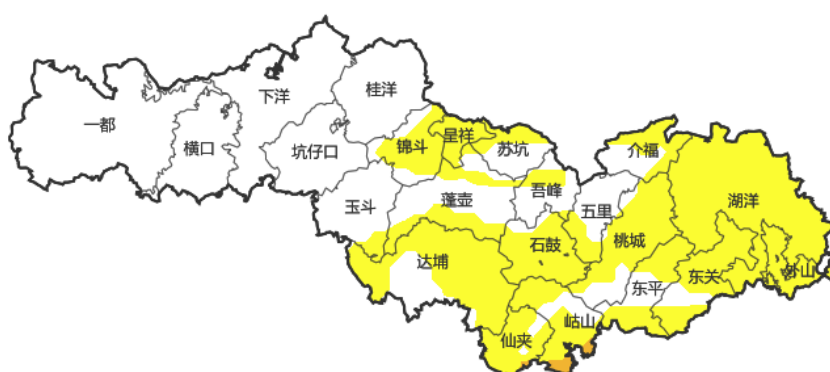 桂洋
下洋
一都
横口
坑仔口
锦斗
呈祥
苏坑
介福
玉斗
蓬壶
吾峰
五里
湖洋
石鼓
桃城
达埔
东关
外山
东平
仙夹
岵山